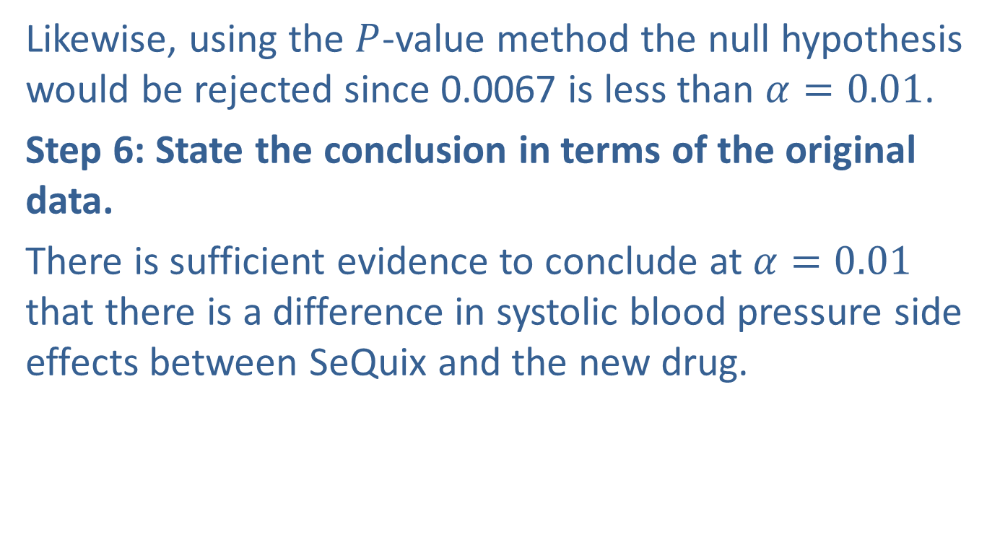 Likewise, using the 𝑃-value method the null hypothesis
would be rejected since 0.0067 is less than 𝛼 = 0.01.
Step 6: State the conclusion in terms of the original
data.
There is sufficient evidence to conclude at 𝛼 = 0.01
that there is a difference in systolic blood pressure side
effects between SeQuix and the new drug.